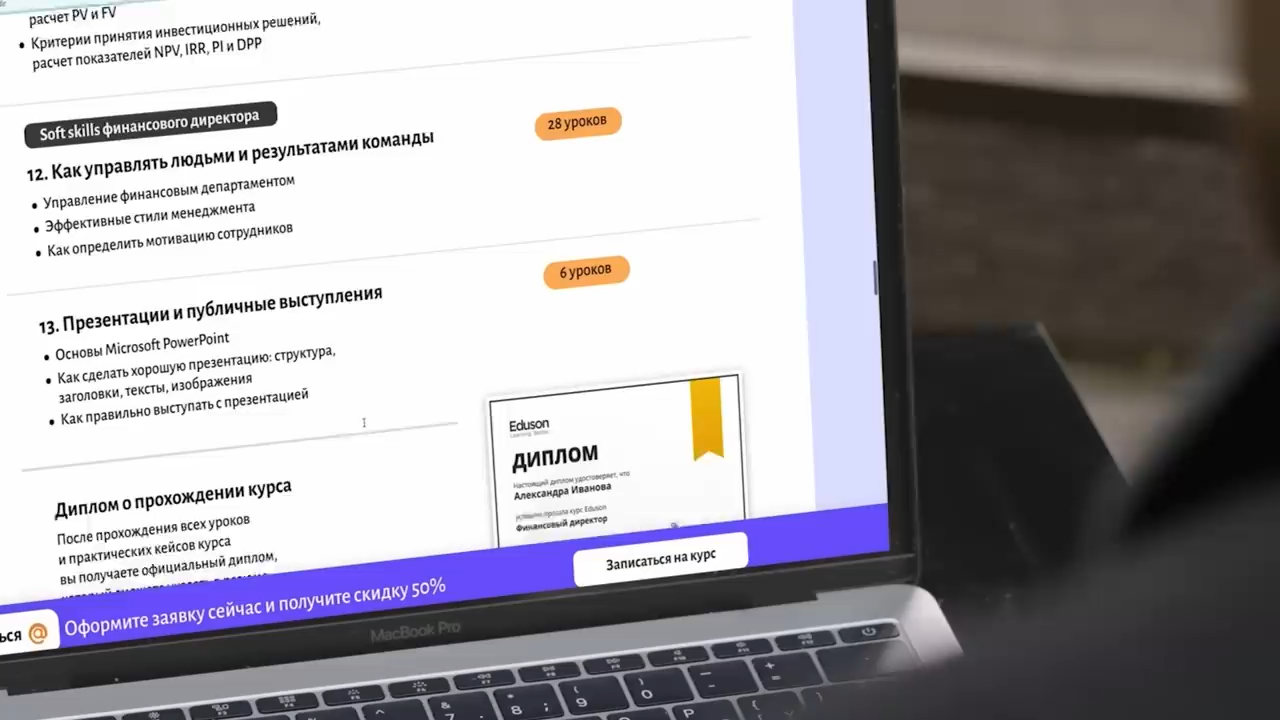 расчет PV и FV
Критерии принятия инвестиционных решений,
расчет показателей NPV, IRR, PI и DPP
Soft skills финансового директора
12. Как управлять людьми и результатами команды
28 уроков
Управление финансовым департаментом
Эффективные стили менеджмента
Как определить мотивацию сотрудников
13. Презентации и публичные выступления
6 уроков
Основы Microsoft PowerPoint
Как сделать хорошую презентацию: структура,
заголовки, тексты, изображения
Как правильно выступать с презентацией
Диплом о прохождении курса
После прохождения всех уроков
и практических кейсов курса
вы получаете официальный диплом,
Eduson
ДИПЛОМ
Настоящий диплом удостоверяет, что
Александра Иванова
успешно прошла курс Eduson
Финансовый директор
ься @ Оформите заявку сейчас и получите скидку 50%
Записаться на курс
MacBook Pro